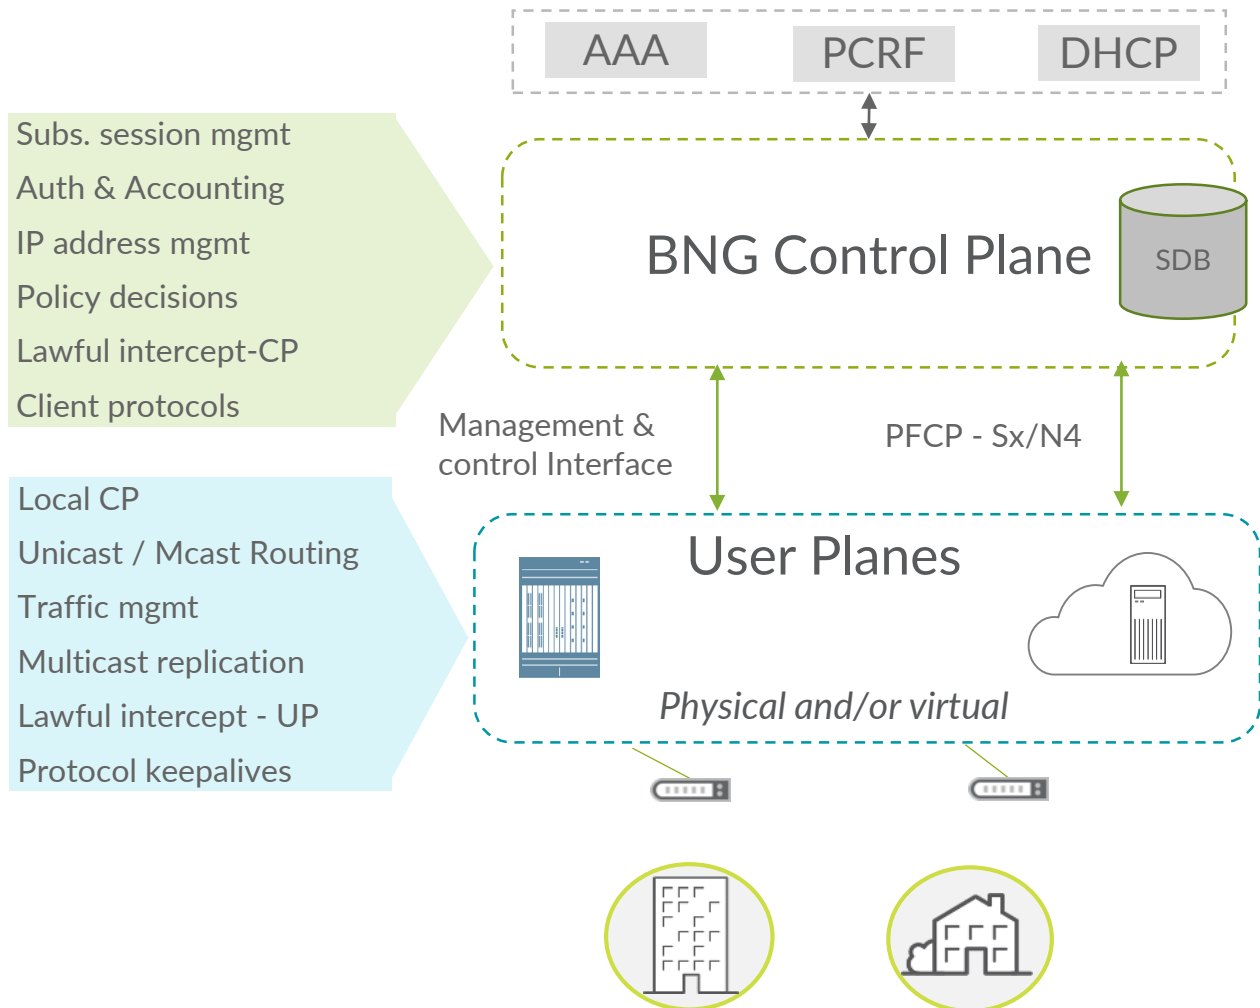 AAA
PCRF
DHCP
Subs. session mgmt
Auth & Accounting
IP address mgmt
Policy decisions
Lawful intercept-CP
Client protocols
BNG Control Plane
SDB
Management &
control Interface
PFCP - Sx/N4
Local CP
Unicast / Mcast Routing
Traffic mgmt
Multicast replication
Lawful intercept - UP
Protocol keepalives
User Planes
Physical and/or virtual